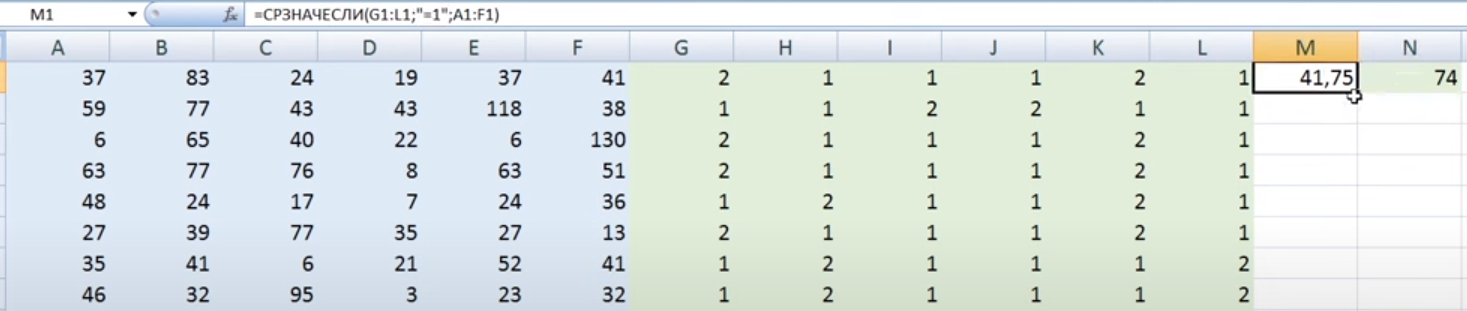 M1 fx =СРЗНАЧЕСЛИ(G1:L1;"=1";A1:F1)
A B C D E F G H I J K L M N
37 83 24 19 37 41 2 1 1 1 2 1 41,75 74
59 77 43 43 118 38 1 1 2 2 1 1
6 65 40 22 6 130 2 1 1 1 2 1
63 77 76 8 63 51 2 1 1 1 2 1
48 24 17 7 24 36 1 2 1 1 2 1
27 39 77 35 27 13 2 1 1 1 2 1
35 41 6 21 52 41 1 2 1 1 1 2
46 32 95 3 23 32 1 2 1 1 1 2